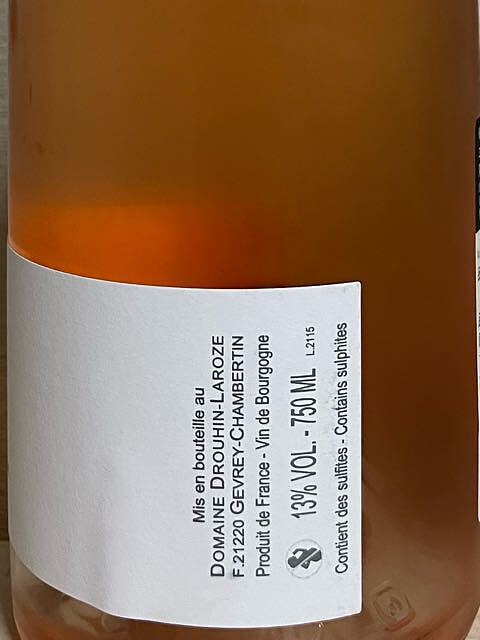 Mis en bouteille au
DOMAINE DROUHIN-LAROZE
F.21220 GEVREY-CHAMBERTIN
Produit de France - Vin de Bourgogne
13% VOL. - 750 ML L.2115
Contient des sulfites - Contains sulphites